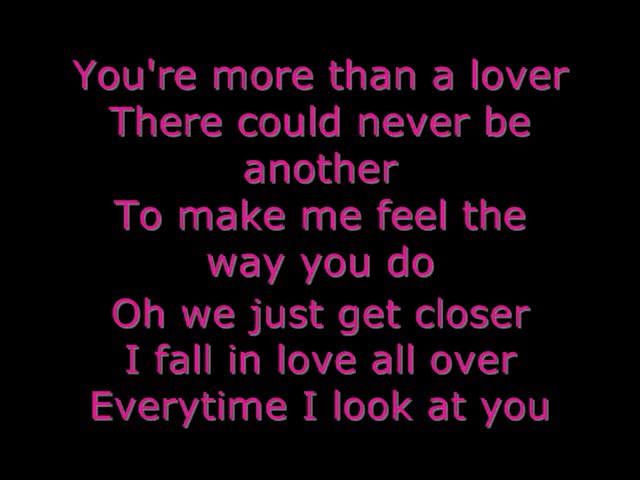 You're more than a lover
There could never be
another
To make me feel the
way you do
Oh we just get closer
I fall in love all over
Everytime I look at you